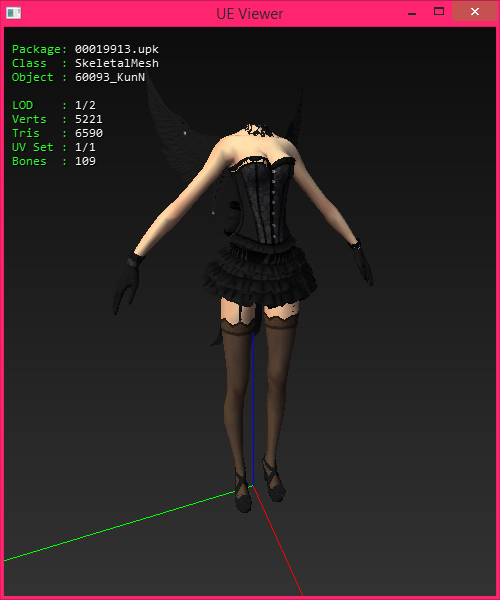 UE Viewer
Package: 00019913.upk
Class  : SkeletalMesh
Object : 60093_KunN
LOD    : 1/2
Verts  : 5221
Tris   : 6590
UV Set : 1/1
Bones  : 109